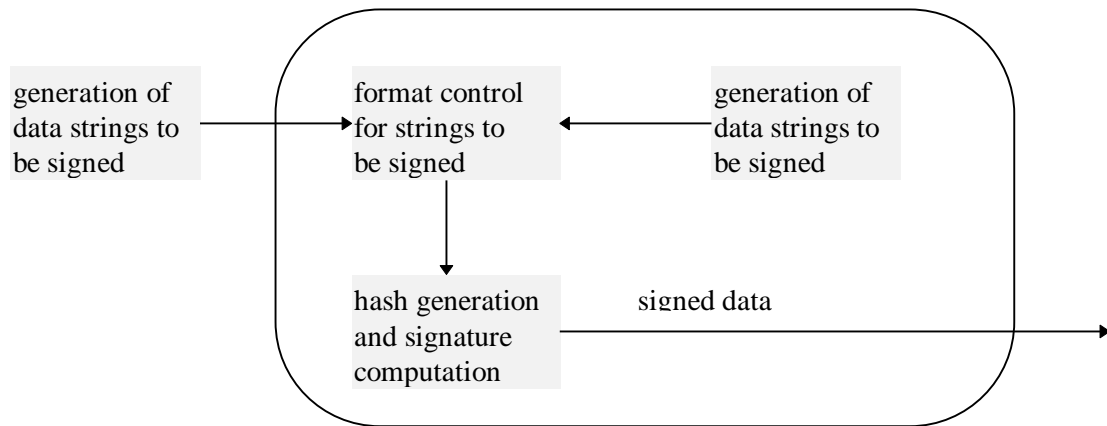 generation of
data strings to
be signed
format control
for strings to
be signed
generation of
data strings to
be signed
hash generation
and signature
computation
signed data